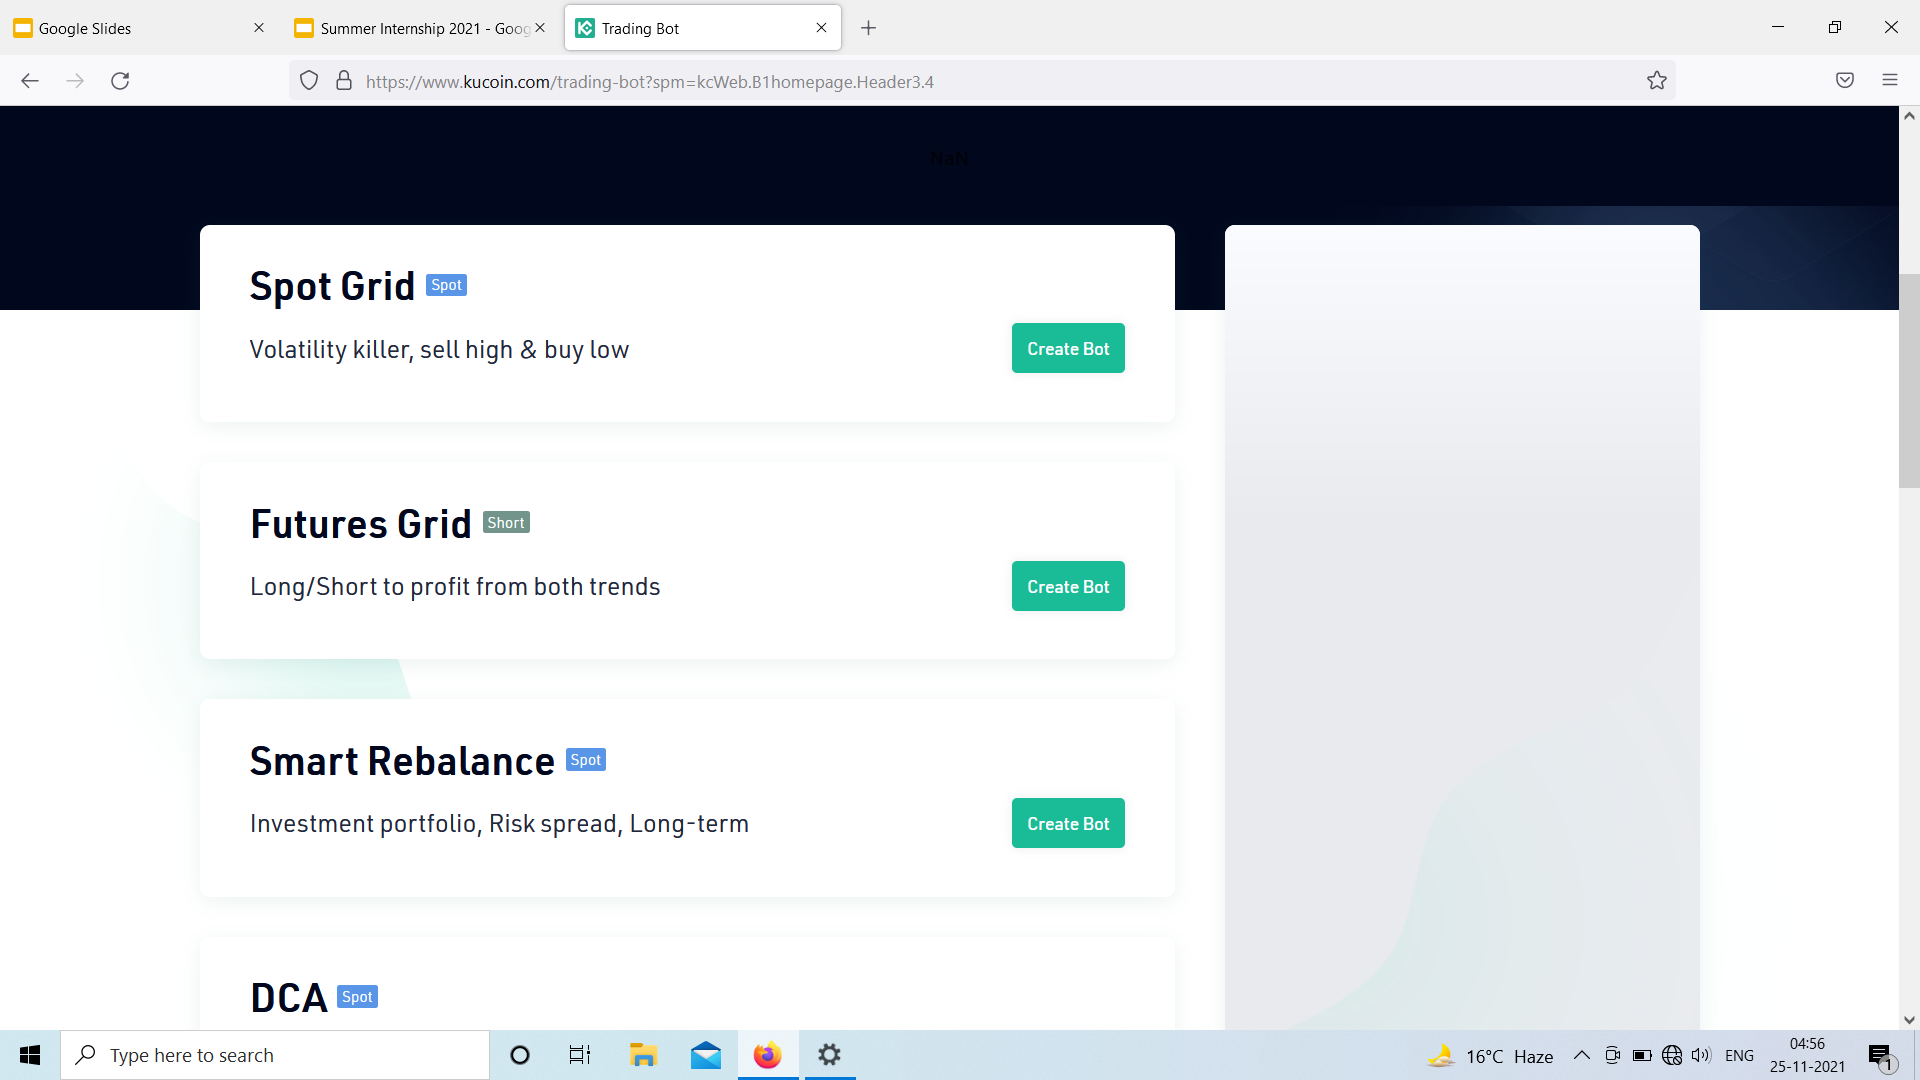 Google Slides
Summer Internship 2021 - Goog
Trading Bot
https://www.kucoin.com/trading-bot?spm=kcWeb.B1homepage.Header3.4
NaN
Spot Grid Spot
Volatility killer, sell high & buy low
Create Bot
Futures Grid Short
Long/Short to profit from both trends
Create Bot
Smart Rebalance Spot
Investment portfolio, Risk spread, Long-term
Create Bot
DCA Spot
Type here to search
16°C Haze
ENG
04:56
25-11-2021
1